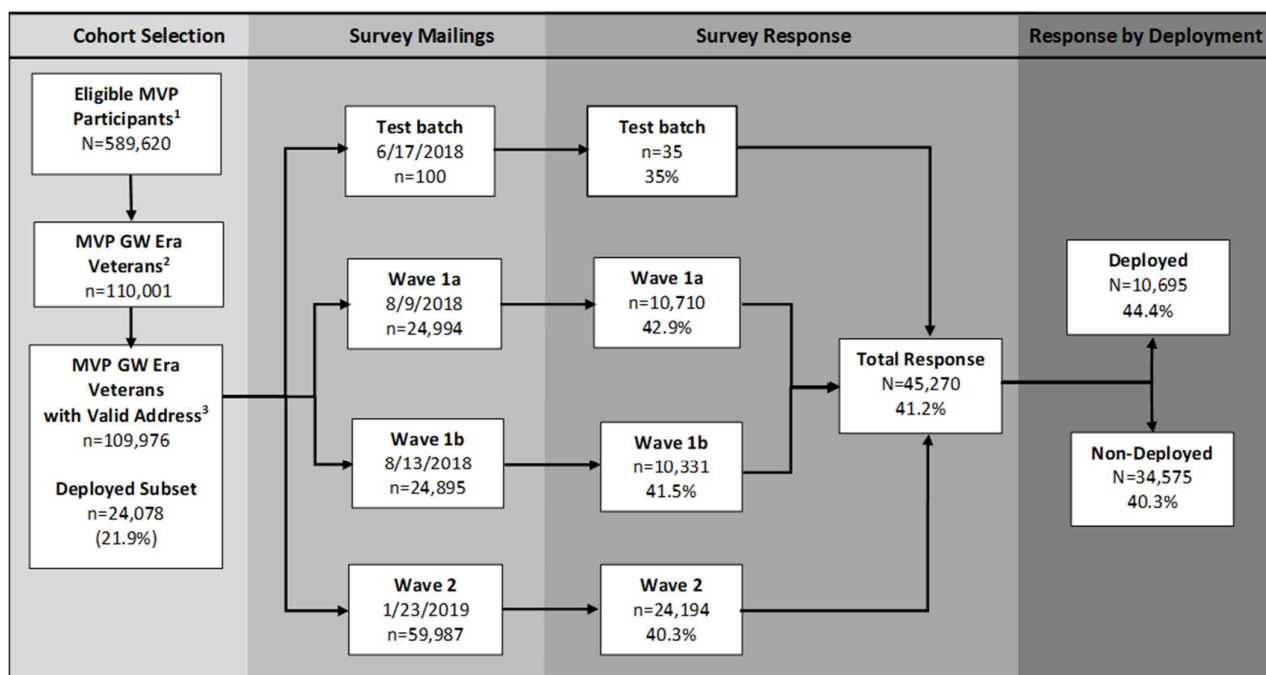 Cohort Selection
Survey Mailings
Survey Response
Response by Deployment
Eligible MVP
Participants¹
N=589,620
MVP GW Era
Veterans²
n=110,001
MVP GW Era
Veterans
with Valid Address³
n=109,976
Deployed Subset
n=24,078
(21.9%)
Test batch
6/17/2018
n=100
Wave 1a
8/9/2018
n=24,994
Wave 1b
8/13/2018
n=24,895
Wave 2
1/23/2019
n=59,987
Test batch
n=35
35%
Wave 1a
n=10,710
42.9%
Wave 1b
n=10,331
41.5%
Wave 2
n=24,194
40.3%
Total Response
N=45,270
41.2%
Deployed
N=10,695
44.4%
Non-Deployed
N=34,575
40.3%